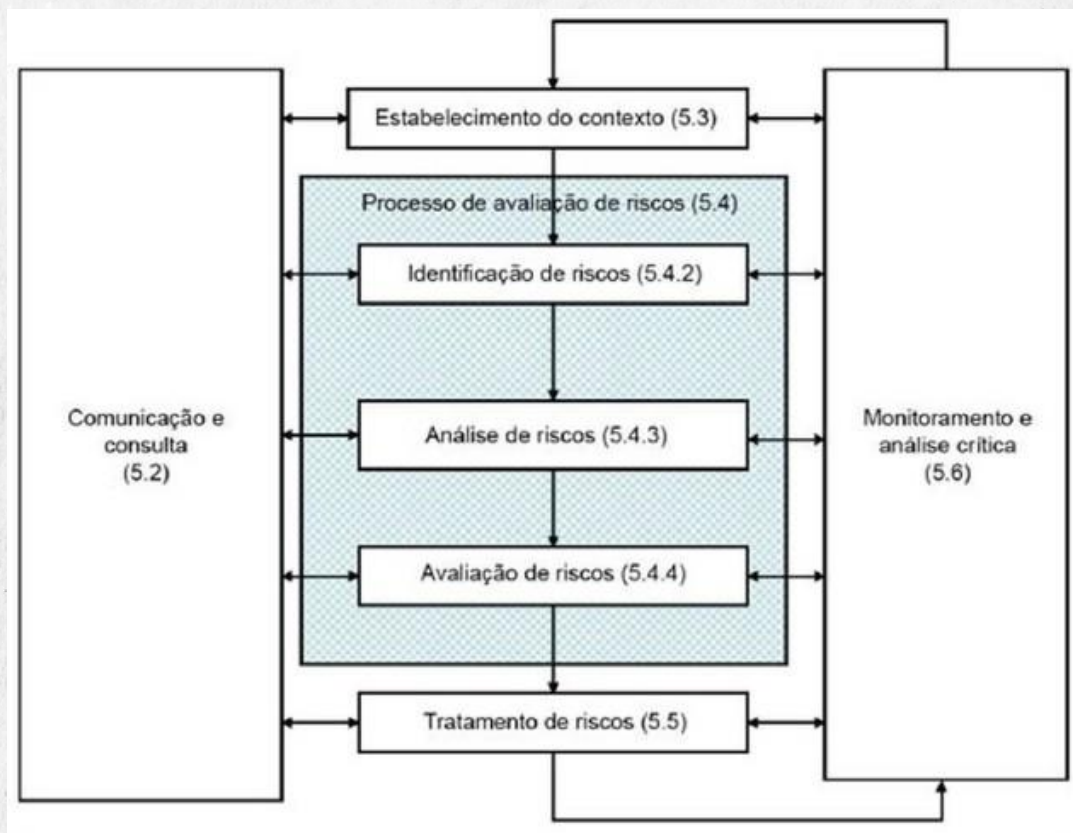 Estabelecimento do contexto (5.3)
Processo de avaliação de riscos (5.4)
Identificação de riscos (5.4.2)
Comunicação e
consulta
(5.2)
Análise de riscos (5.4.3)
Monitoramento e
análise crítica
(5.6)
Avaliação de riscos (5.4.4)
Tratamento de riscos (5.5)